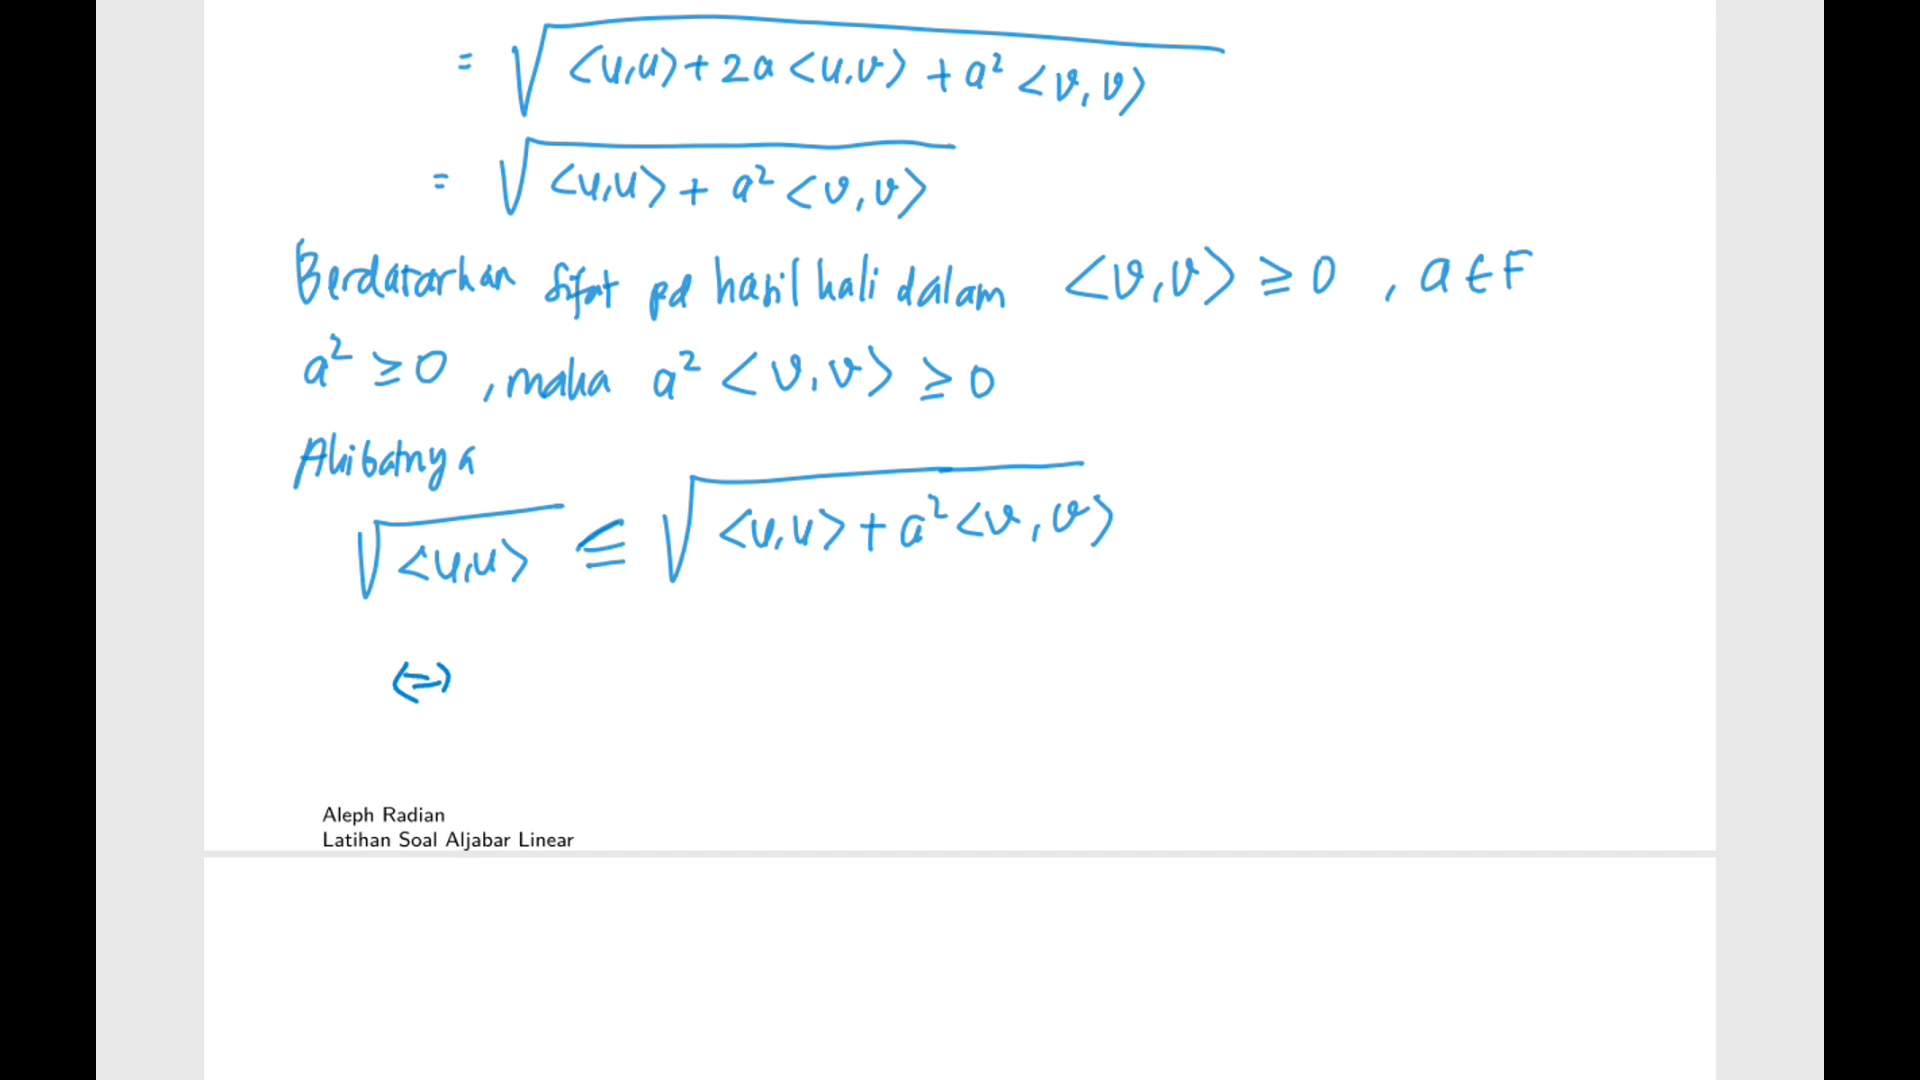 = √<u,u> + 2a <u,v> + a² <v,v>
= √<u,u> + a² <v,v>
Berdasarkan sifat pd hasil kali dalam <v,v> ≥ 0 , a ∈ F
a² ≥ 0 , maka a² <v,v> ≥ 0
Akibatnya
√<u,u> ≤ √<u,u> + a² <v,v>
⇔
Aleph Radian
Latihan Soal Aljabar Linear